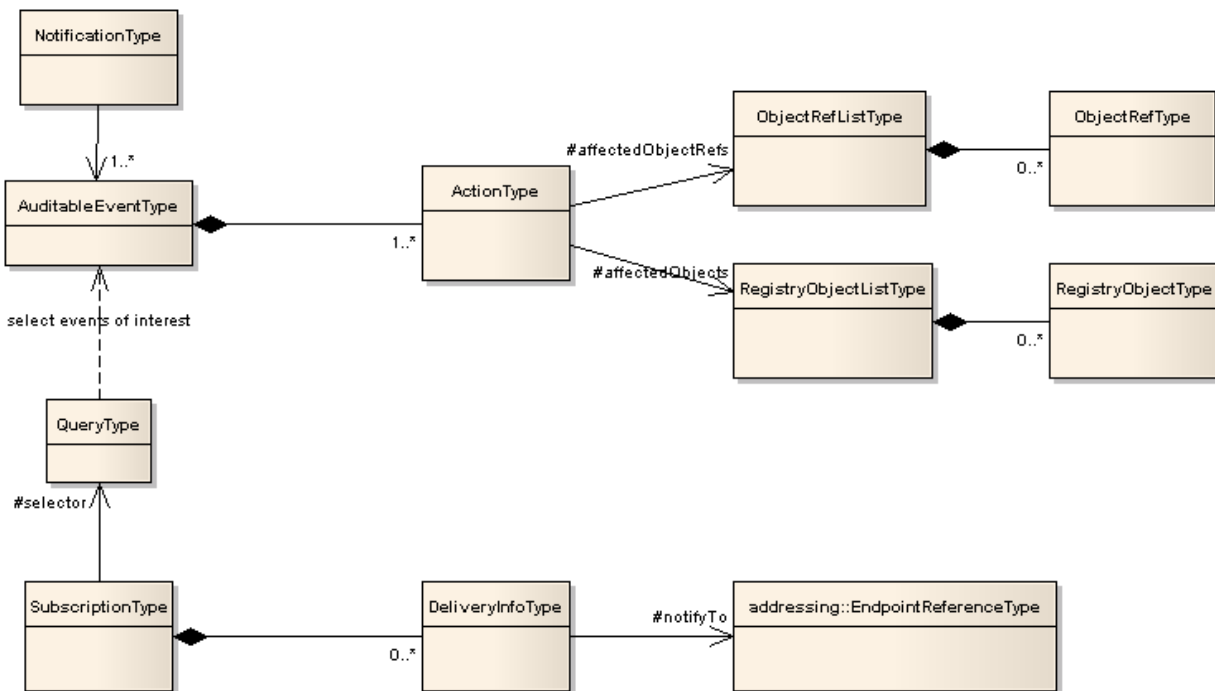 NotificationType
1..*
AuditableEventType
1..*
ActionType
#affectedObjectRefs
ObjectRefListType
0..*
ObjectRefType
#affectedObjects
RegistryObjectListType
0..*
RegistryObjectType
select events of interest
QueryType
#selector
SubscriptionType
0..*
DeliveryInfoType
#notifyTo
addressing::EndpointReferenceType